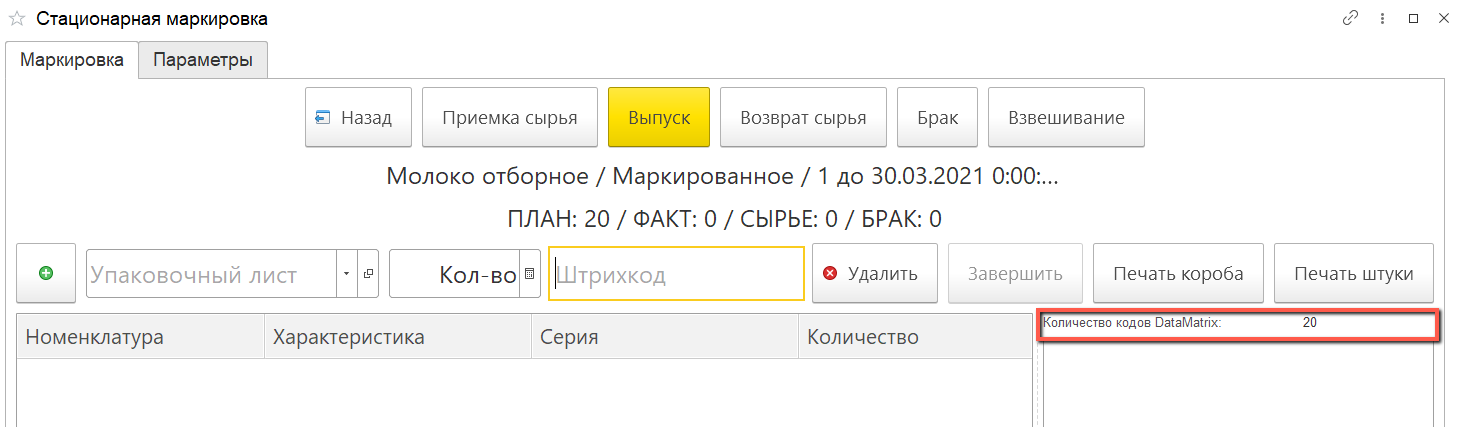 Стационарная маркировка
Маркировка Параметры
Назад Приемка сырья Выпуск Возврат сырья Брак Взвешивание
Молоко отборное / Маркированное / 1 до 30.03.2021 0:00:...
ПЛАН: 20 / ФАКТ: 0 / СЫРЬЕ: 0 / БРАК: 0
Упаковочный лист Кол-во Штрихкод Удалить Завершить Печать короба Печать штуки
Номенклатура Характеристика Серия Количество Количество кодов DataMatrix: 20